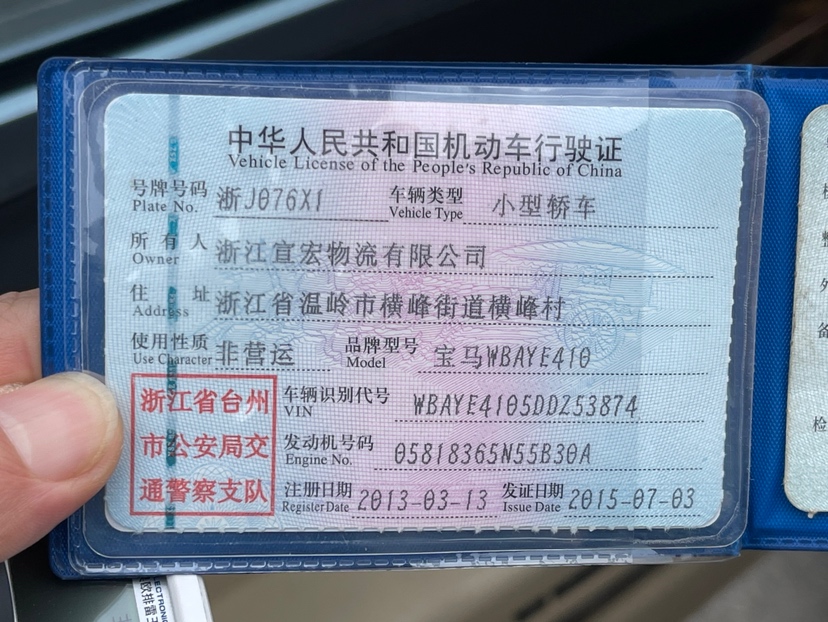 中华人民共和国机动车行驶证
Vehicle License of the People's Republic of China
号牌号码 浙J076X1 车辆类型 小型轿车
Plate No. Vehicle Type
所有人 浙江宣宏物流有限公司
Owner
住址 浙江省温岭市横峰街道横峰村
Address
使用性质 非营运 品牌型号 宝马WBAYE410
Use Character Model
浙江省台州
市公安局交
通警察支队
车辆识别代号 WBAYE4105DDZ53874
VIN
发动机号码 05818365N55B30A
Engine No.
注册日期 2013-03-13 发证日期 2015-07-03
Register Date Issue Date
检